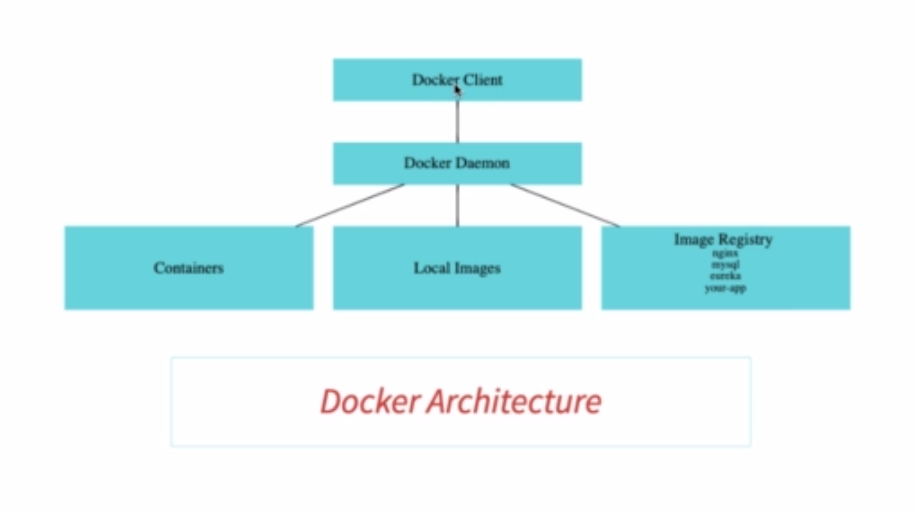 Docker Client
Docker Daemon
Containers
Local Images
Image Registry
nginx
mysql
eureka
your-app
Docker Architecture